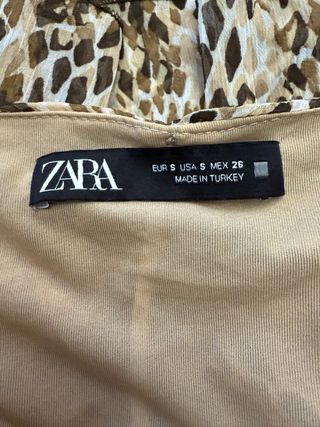 ZARA
EUR S USA S MEX 26
MADE IN TURKEY